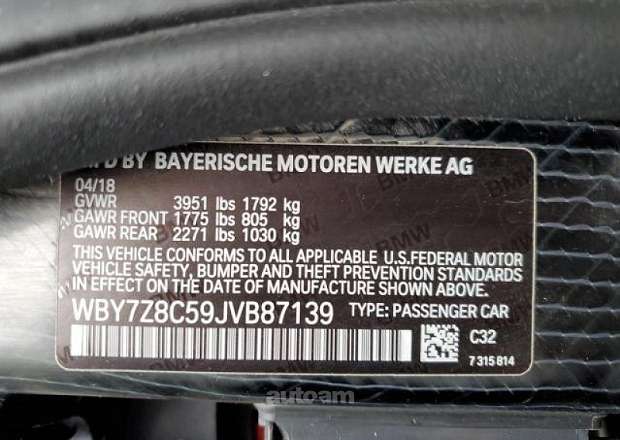 MFD BY BAYERISCHE MOTOREN WERKE AG
04/18
GVWR 3951 lbs 1792 kg
GAWR FRONT 1775 lbs 805 kg
GAWR REAR 2271 lbs 1030 kg
THIS VEHICLE CONFORMS TO ALL APPLICABLE U.S.FEDERAL MOTOR
VEHICLE SAFETY, BUMPER AND THEFT PREVENTION STANDARDS
IN EFFECT ON THE DATE OF MANUFACTURE SHOWN ABOVE.
WBY7Z8C59JVB87139 TYPE: PASSENGER CAR
C32
7 315 814
autoam